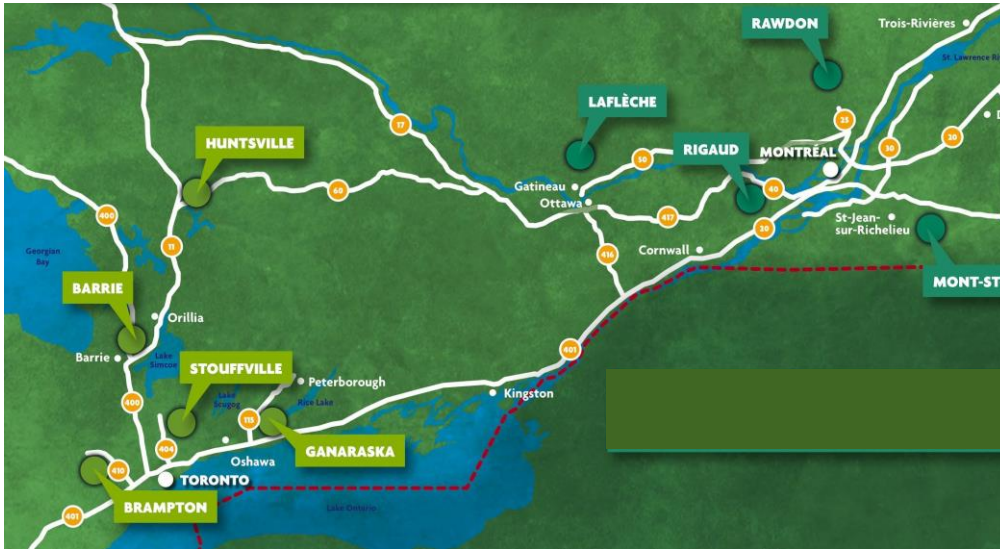 RAWDON
Trois-Rivières
St. Lawrence Ri
LAFLÈCHE
25
20
D
17
30
HUNTSVILLE
50
RIGAUD
MONTRÉAL
60
Gatineau
40
Ottawa
400
417
St-Jean-
sur-Richelieu
20
11
Georgian
Bay
416
Cornwall
MONT-ST
BARRIE
Orillia
401
Barrie
Lake
Simcoe
STOUFFVILLE
Peterborough
Kingston
400
Lake
Scugog
Rice Lake
115
404
Oshawa
GANARASKA
410
TORONTO
BRAMPTON
Lake Ontario
401